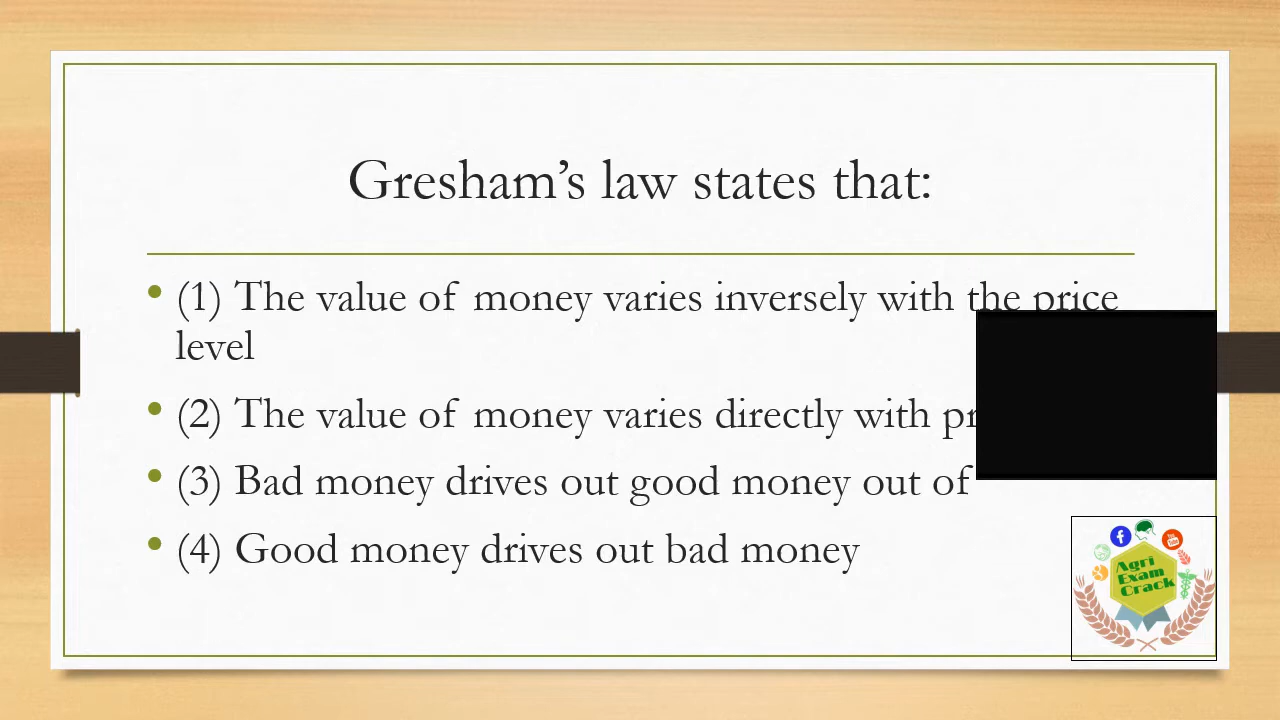 Gresham’s law states that:
• (1) The value of money varies inversely with the price
level
• (2) The value of money varies directly with
• (3) Bad money drives out good money out of
• (4) Good money drives out bad money
Agri
Exam
Crack